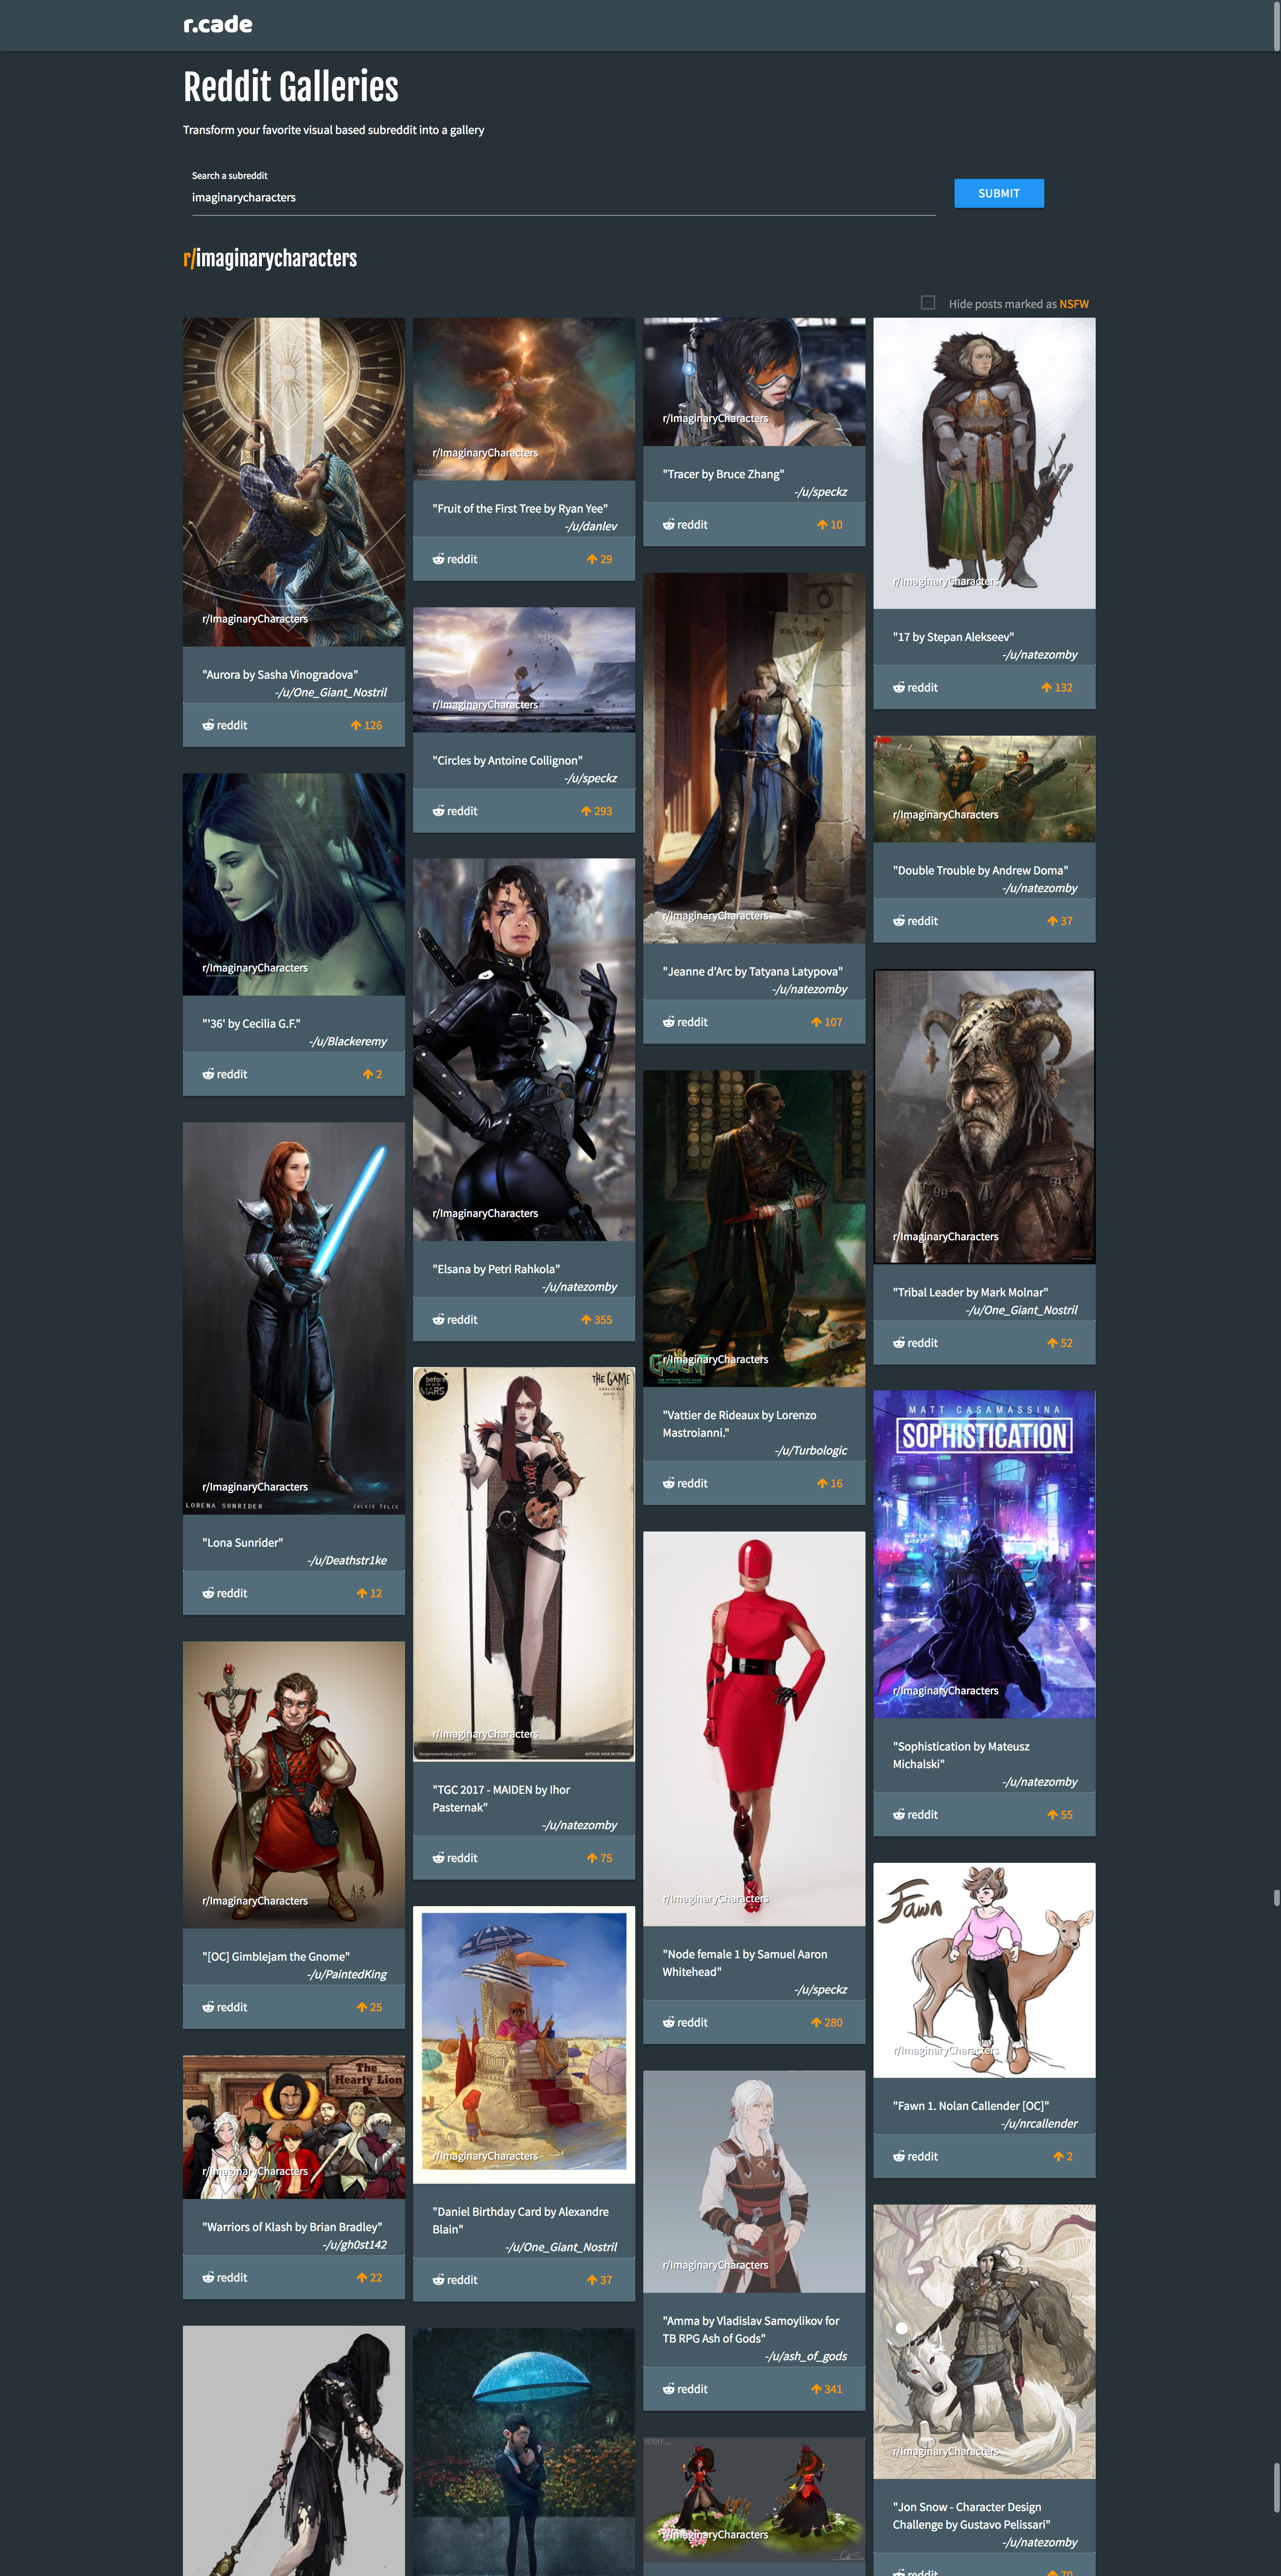 r.cade
Reddit Galleries
Transform your favorite visual based subreddit into a gallery
Search a subreddit
imaginarycharacters
SUBMIT
r/imaginarycharacters
Hide posts marked as NSFW
r/ImaginaryCharacters
"Aurora by Sasha Vinogradova"
-/u/One_Giant_Nostril
reddit
126
r/ImaginaryCharacters
"'36' by Cecilia G.F."
-/u/Blackeremy
reddit
2
r/ImaginaryCharacters
LORENA SUNRIDER
JACKIE FELIX
"Lona Sunrider"
-/u/Deathstr1ke
reddit
12
r/ImaginaryCharacters
"[OC] Gimblejam the Gnome"
-/u/PaintedKing
reddit
25
The
Hearty Lion
r/ImaginaryCharacters
"Warriors of Klash by Brian Bradley"
-/u/gh0st142
reddit
22
r/ImaginaryCharacters
"Fruit of the First Tree by Ryan Yee"
-/u/danlev
reddit
29
r/ImaginaryCharacters
"Circles by Antoine Collignon"
-/u/speckz
reddit
293
r/ImaginaryCharacters
"Elsana by Petri Rahkola"
-/u/natezomby
reddit
355
before
MARS
THE GAME
r/ImaginaryCharacters
"TGC 2017 - MAIDEN by Ihor
Pasternak"
-/u/natezomby
reddit
75
r/ImaginaryCharacters
"Daniel Birthday Card by Alexandre
Blain"
-/u/One_Giant_Nostril
reddit
37
r/ImaginaryCharacters
"Tracer by Bruce Zhang"
-/u/speckz
reddit
10
r/ImaginaryCharacters
"Jeanne d'Arc by Tatyana Latypova"
-/u/natezomby
reddit
107
GWENT
r/ImaginaryCharacters
"Vattier de Rideaux by Lorenzo
Mastroianni."
-/u/Turbologic
reddit
16
r/ImaginaryCharacters
"Node female 1 by Samuel Aaron
Whitehead"
-/u/speckz
reddit
280
r/ImaginaryCharacters
"Amma by Vladislav Samoylikov for
TB RPG Ash of Gods"
-/u/ash_of_gods
reddit
341
r/ImaginaryCharacters
r/ImaginaryCharacters
"17 by Stepan Alekseev"
-/u/natezomby
reddit
132
r/ImaginaryCharacters
"Double Trouble by Andrew Doma"
-/u/natezomby
reddit
37
r/ImaginaryCharacters
"Tribal Leader by Mark Molnar"
-/u/One_Giant_Nostril
reddit
52
MATT CASAMASSINA
SOPHISTICATION
r/ImaginaryCharacters
"Sophistication by Mateusz
Michalski"
-/u/natezomby
reddit
55
Fawn
r/ImaginaryCharacters
"Fawn 1. Nolan Callender [OC]"
-/u/nrcallender
reddit
2
r/ImaginaryCharacters
"Jon Snow - Character Design
Challenge by Gustavo Pelissari"
-/u/natezomby
reddit
70